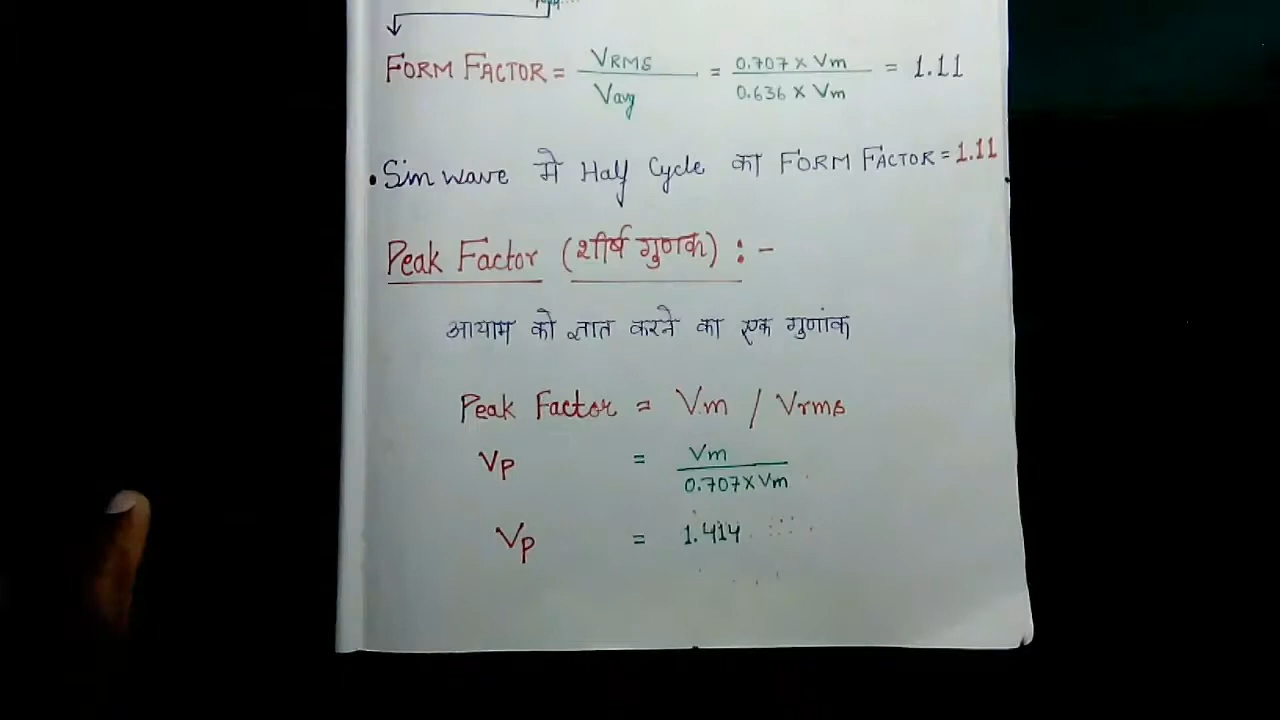 FORM FACTOR = VRMS / Vavg = 0.707 x Vm / 0.636 x Vm = 1.11
• Sin wave में Half Cycle का FORM FACTOR = 1.11
Peak Factor (शीर्ष गुणक) : -
आयाम को ज्ञात करने का एक गुणांक
Peak Factor = Vm / Vrms
Vp = Vm / 0.707 x Vm
Vp = 1.414